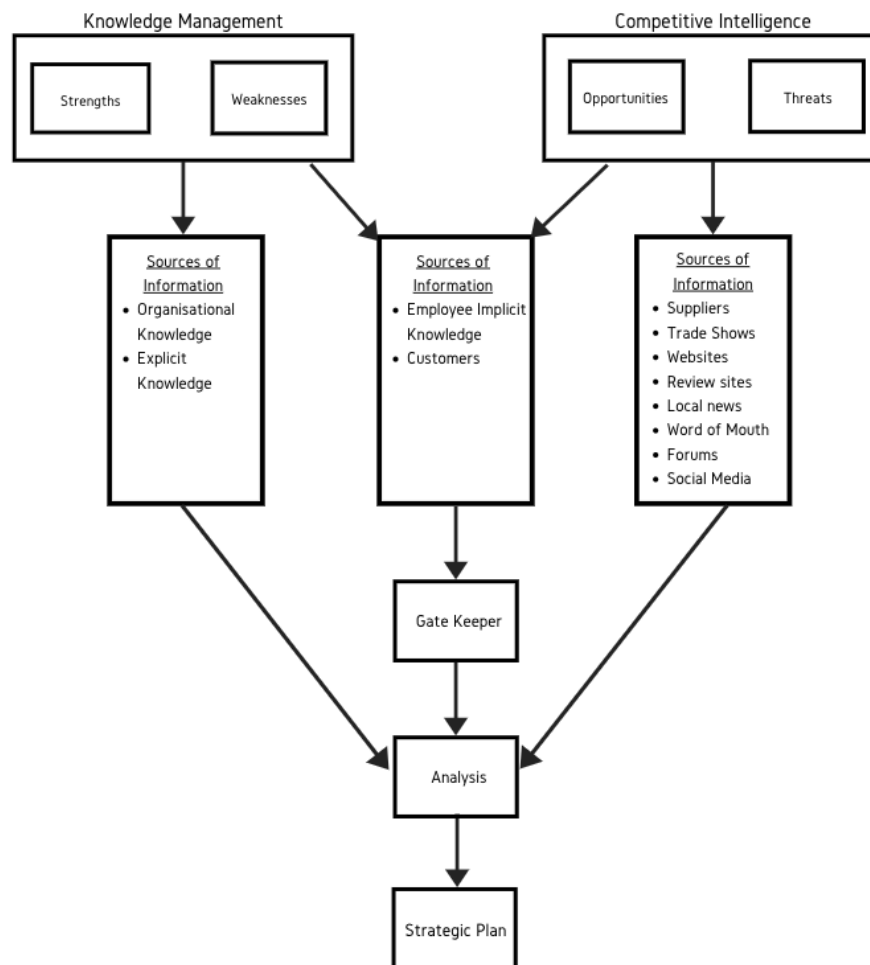 Knowledge Management
Competitive Intelligence
Strengths
Weaknesses
Opportunities
Threats
Sources of
Information
• Organisational
Knowledge
• Explicit
Knowledge
Sources of
Information
• Employee Implicit
Knowledge
• Customers
Sources of
Information
• Suppliers
• Trade Shows
• Websites
• Review sites
• Local news
• Word of Mouth
• Forums
• Social Media
Gate Keeper
Analysis
Strategic Plan